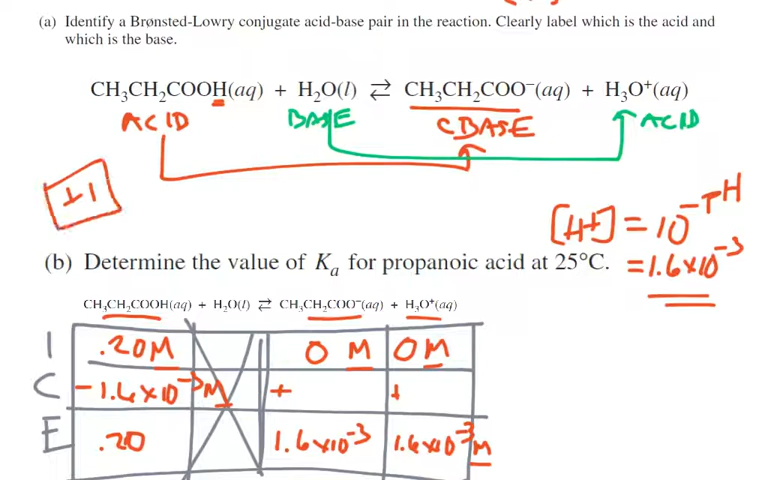 (a) Identify a Brønsted-Lowry conjugate acid-base pair in the reaction. Clearly label which is the acid and
which is the base.
CH₃CH₂COOH(aq) + H₂O(l) ⇄ CH₃CH₂COO⁻(aq) + H₃O⁺(aq)
ACID BASE CBASE ACID
[H+] = 10^-PH
(b) Determine the value of Kₐ for propanoic acid at 25°C. = 1.6×10⁻³
CH₃CH₂COOH(aq) + H₂O(l) ⇄ CH₃CH₂COO⁻(aq) + H₃O⁺(aq)
I .20M 0 M 0M
C -1.6×10⁻³M + +
E .20 1.6×10⁻³ 1.6×10⁻³M